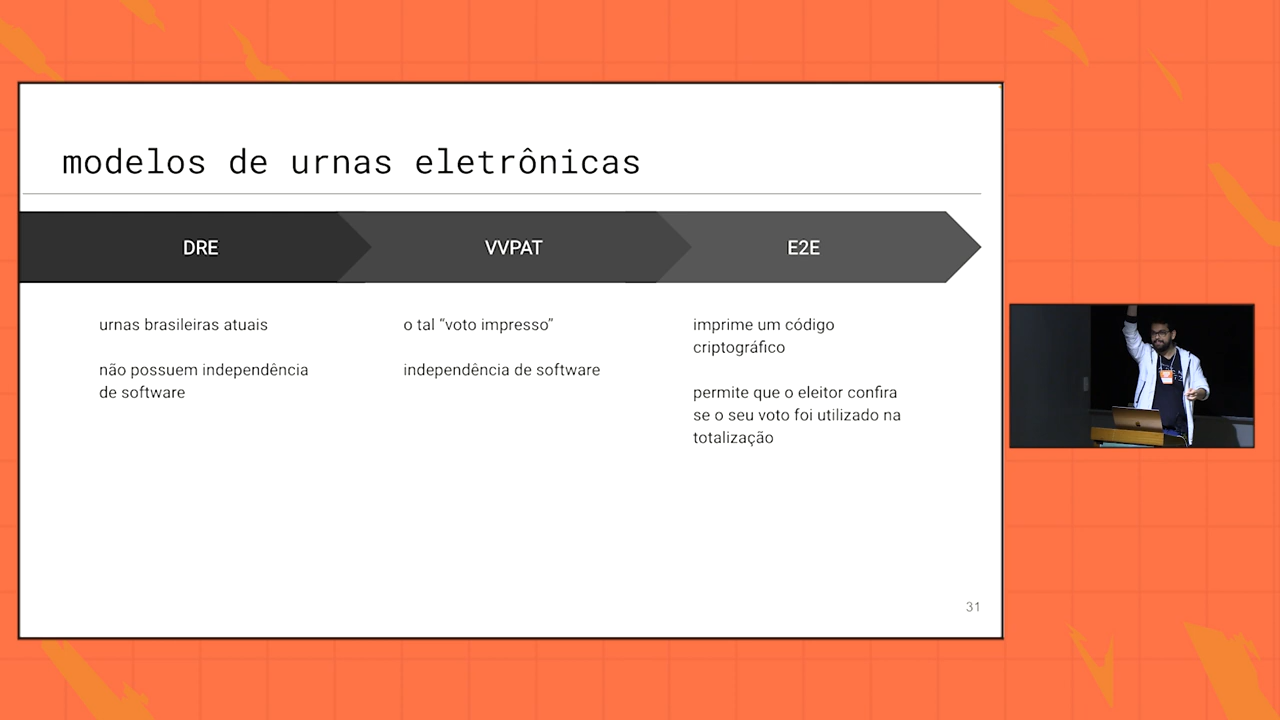 modelos de urnas eletrônicas
DRE
VVPAT
E2E
urnas brasileiras atuais
não possuem independência
de software
o tal “voto impresso”
independência de software
imprime um código
criptográfico
permite que o eleitor confira
se o seu voto foi utilizado na
totalização
31